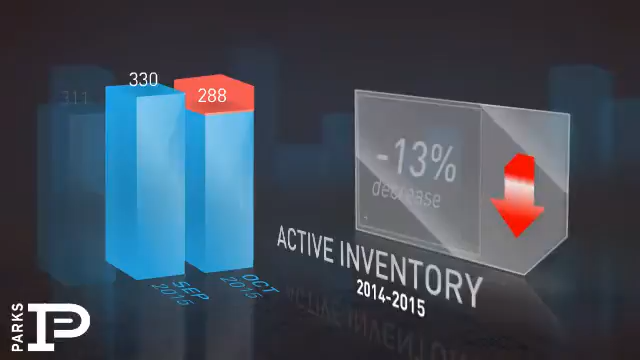 311
330
288
SEP
2015
OCT
2015
-13%
decrease
ACTIVE INVENTORY
2014-2015
PARKS
P